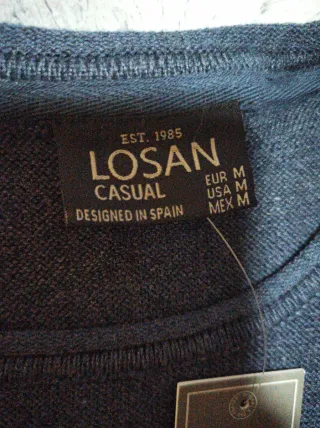 EST. 1985
LOSAN
CASUAL
DESIGNED IN SPAIN
EUR M
USA M
MEX M